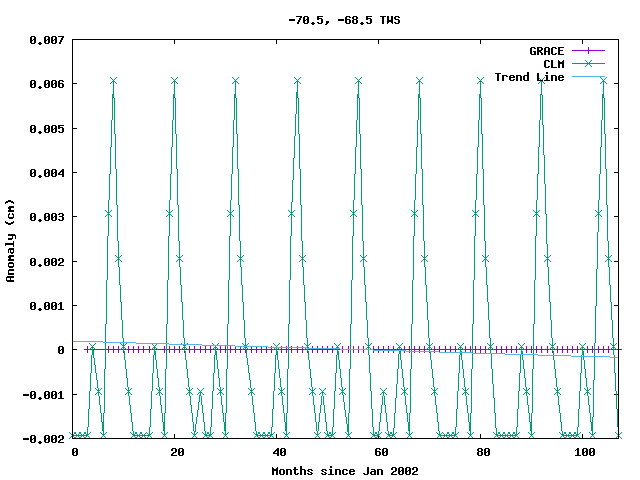 -70.5, -68.5 TWS
GRACE
CLM
Trend Line
0.007
0.006
0.005
0.004
0.003
0.002
0.001
0
-0.001
-0.002
Anomaly (cm)
0 20 40 60 80 100
Months since Jan 2002